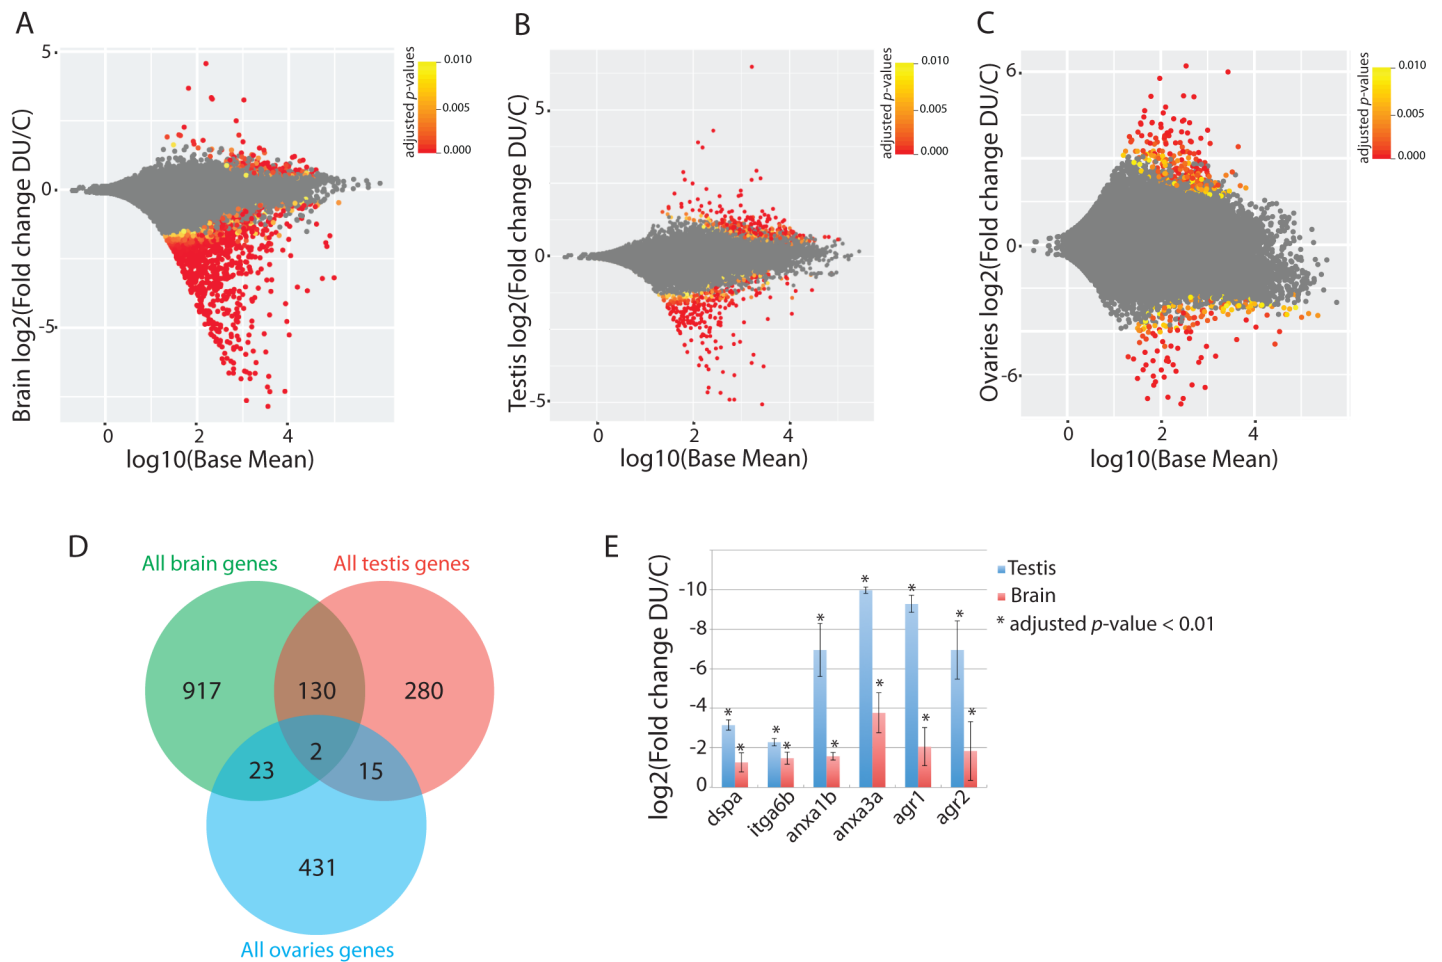 A
5
0
-5
Brain log2(Fold change DU/C)
0 2 4
log10(Base Mean)
adjusted p-values
0.010
0.005
0.000
B
5
0
-5
Testis log2(Fold change DU/C)
0 2 4
log10(Base Mean)
adjusted p-values
0.010
0.005
0.000
C
6
0
-6
Ovaries log2(Fold change DU/C)
0 2 4
log10(Base Mean)
adjusted p-values
0.010
0.005
0.000
D
All brain genes
All testis genes
917
130
280
2
23
15
431
All ovaries genes
E
log2(Fold change DU/C)
-10
-8
-6
-4
-2
0
* * * * * *
* * * * * *
dspa
itga6b
anxa1b
anxa3a
agr1
agr2
Testis
Brain
* adjusted p-value < 0.01